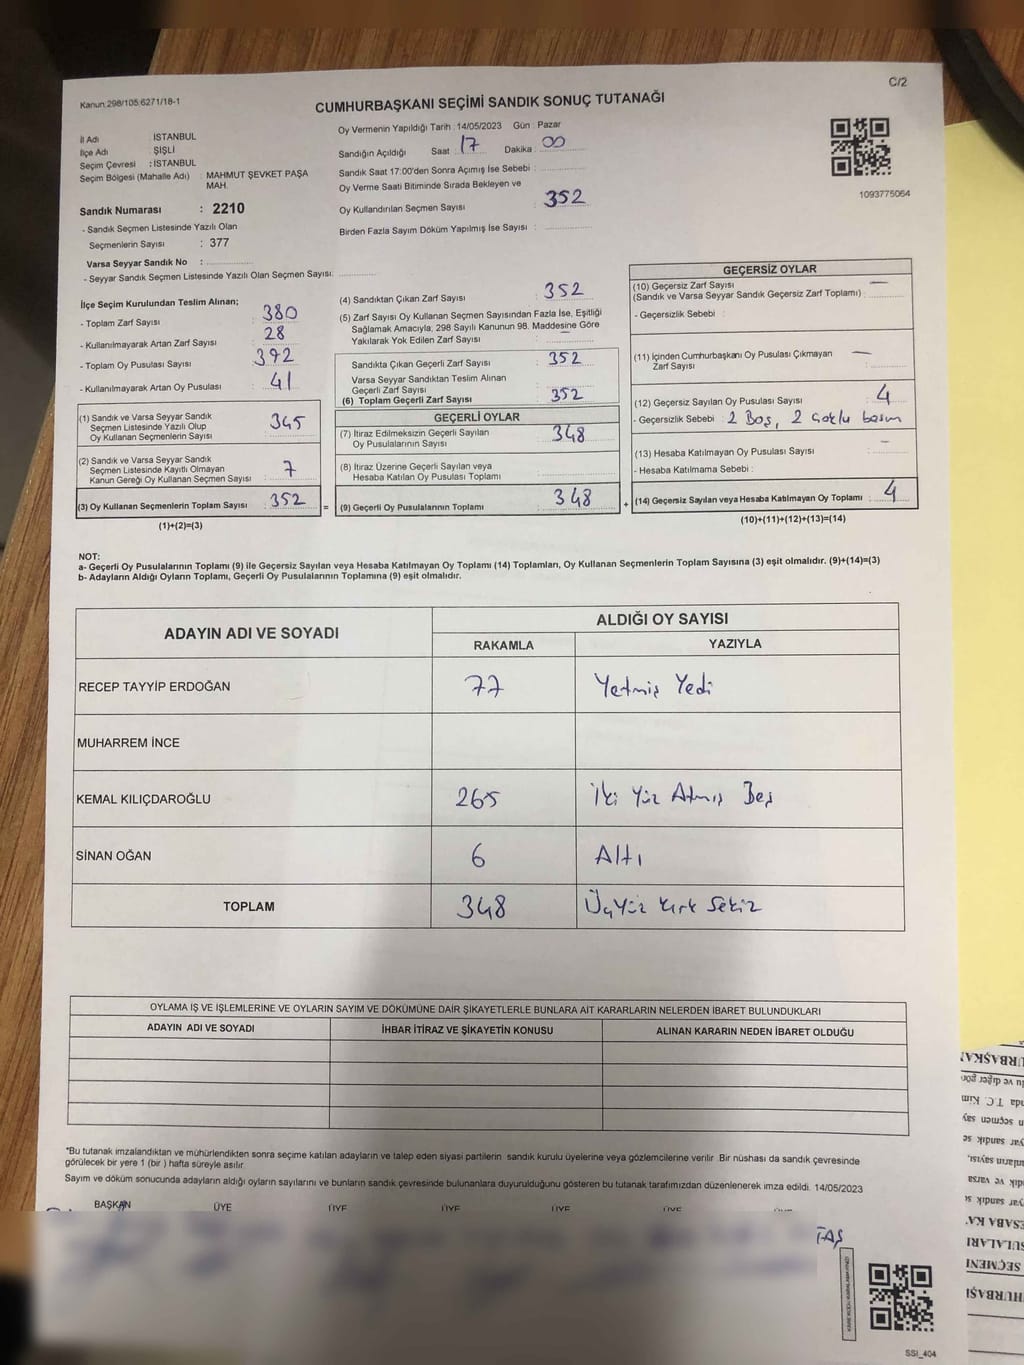 C/2
Kanun:298/105;6271/18-1
CUMHURBAŞKANI SEÇİMİ SANDIK SONUÇ TUTANAĞI
İl Adı : İSTANBUL
İlçe Adı : ŞİŞLİ
Seçim Çevresi : İSTANBUL
Seçim Bölgesi (Mahalle Adı) : MAHMUT ŞEVKET PAŞA
MAH.
Sandık Numarası : 2210
- Sandık Seçmen Listesinde Yazılı Olan
Seçmenlerin Sayısı : 377
Varsa Seyyar Sandık No :
- Seyyar Sandık Seçmen Listesinde Yazılı Olan Seçmen Sayısı:
Oy Vermenin Yapıldığı Tarih : 14/05/2023 Gün : Pazar
Sandığın Açıldığı Saat : 17 Dakika : 00
Sandık Saat 17:00'den Sonra Açımış İse Sebebi :
Oy Verme Saati Bitiminde Sırada Bekleyen ve
Oy Kullandırılan Seçmen Sayısı : 352
Birden Fazla Sayım Döküm Yapılmış İse Sayısı :
1093775064
İlçe Seçim Kurulundan Teslim Alınan;
- Toplam Zarf Sayısı : 380
- Kullanılmayarak Artan Zarf Sayısı : 28
- Toplam Oy Pusulası Sayısı : 392
- Kullanılmayarak Artan Oy Pusulası : 41
(1) Sandık ve Varsa Seyyar Sandık
Seçmen Listesinde Yazılı Olup
Oy Kullanan Seçmenlerin Sayısı : 345
(2) Sandık ve Varsa Seyyar Sandık
Seçmen Listesinde Kayıtlı Olmayan
Kanun Gereği Oy Kullanan Seçmen Sayısı : 7
(3) Oy Kullanan Seçmenlerin Toplam Sayısı : 352
(1)+(2)=(3)
(4) Sandıktan Çıkan Zarf Sayısı : 352
(5) Zarf Sayısı Oy Kullanan Seçmen Sayısından Fazla İse, Eşitliği
Sağlamak Amacıyla, 298 Sayılı Kanunun 98. Maddesine Göre
Yakılarak Yok Edilen Zarf Sayısı :
Sandıkta Çıkan Geçerli Zarf Sayısı : 352
Varsa Seyyar Sandıktan Teslim Alınan
Geçerli Zarf Sayısı :
(6) Toplam Geçerli Zarf Sayısı : 352
GEÇERLİ OYLAR
(7) İtiraz Edilmeksizin Geçerli Sayılan
Oy Pusulalarının Sayısı : 348
(8) İtiraz Üzerine Geçerli Sayılan veya
Hesaba Katılan Oy Pusulası Toplamı :
= (9) Geçerli Oy Pusulalarının Toplamı : 348 +
GEÇERSİZ OYLAR
(10) Geçersiz Zarf Sayısı —
(Sandık ve Varsa Seyyar Sandık Geçersiz Zarf Toplamı) :
- Geçersizlik Sebebi :
(11) İçinden Cumhurbaşkanı Oy Pusulası Çıkmayan —
Zarf Sayısı :
(12) Geçersiz Sayılan Oy Pusulası Sayısı : 4
- Geçersizlik Sebebi : 2 Boş, 2 çoklu basım
(13) Hesaba Katılmayan Oy Pusulası Sayısı : -
- Hesaba Katılmama Sebebi :
(14) Geçersiz Sayılan veya Hesaba Katılmayan Oy Toplamı : 4
(10)+(11)+(12)+(13)=(14)
NOT:
a- Geçerli Oy Pusulalarının Toplamı (9) ile Geçersiz Sayılan veya Hesaba Katılmayan Oy Toplamı (14) Toplamları, Oy Kullanan Seçmenlerin Toplam Sayısına (3) eşit olmalıdır. (9)+(14)=(3)
b- Adayların Aldığı Oyların Toplamı, Geçerli Oy Pusulalarının Toplamına (9) eşit olmalıdır.
ADAYIN ADI VE SOYADI
ALDIĞI OY SAYISI
RAKAMLA YAZIYLA
RECEP TAYYİP ERDOĞAN 77 Yetmiş Yedi
MUHARREM İNCE
KEMAL KILIÇDAROĞLU 265 İki Yüz Atmış Beş
SİNAN OĞAN 6 Altı
TOPLAM 348 Üçyüz Kırk Sekiz
OYLAMA İŞ VE İŞLEMLERİNE VE OYLARIN SAYIM VE DÖKÜMÜNE DAİR ŞİKAYETLERLE BUNLARA AİT KARARLARIN NELERDEN İBARET BULUNDUKLARI
ADAYIN ADI VE SOYADI İHBAR İTİRAZ VE ŞİKAYETİN KONUSU ALINAN KARARIN NEDEN İBARET OLDUĞU
*Bu tutanak imzalandıktan ve mühürlendikten sonra seçime katılan adayların ve talep eden siyasi partilerin sandık kurulu üyelerine veya gözlemcilerine verilir. Bir nüshası da sandık çevresinde
görülecek bir yere 1 (bir ) hafta süreyle asılır.
Sayım ve döküm sonucunda adayların aldığı oyların sayılarını ve bunların sandık çevresinde bulunanlara duyurulduğunu gösteren bu tutanak tarafımızdan düzenlenerek imza edildi. 14/05/2023
BAŞKAN ÜYE ÜYE ÜYE ÜYE ÜYE
TAŞ
SSI_404